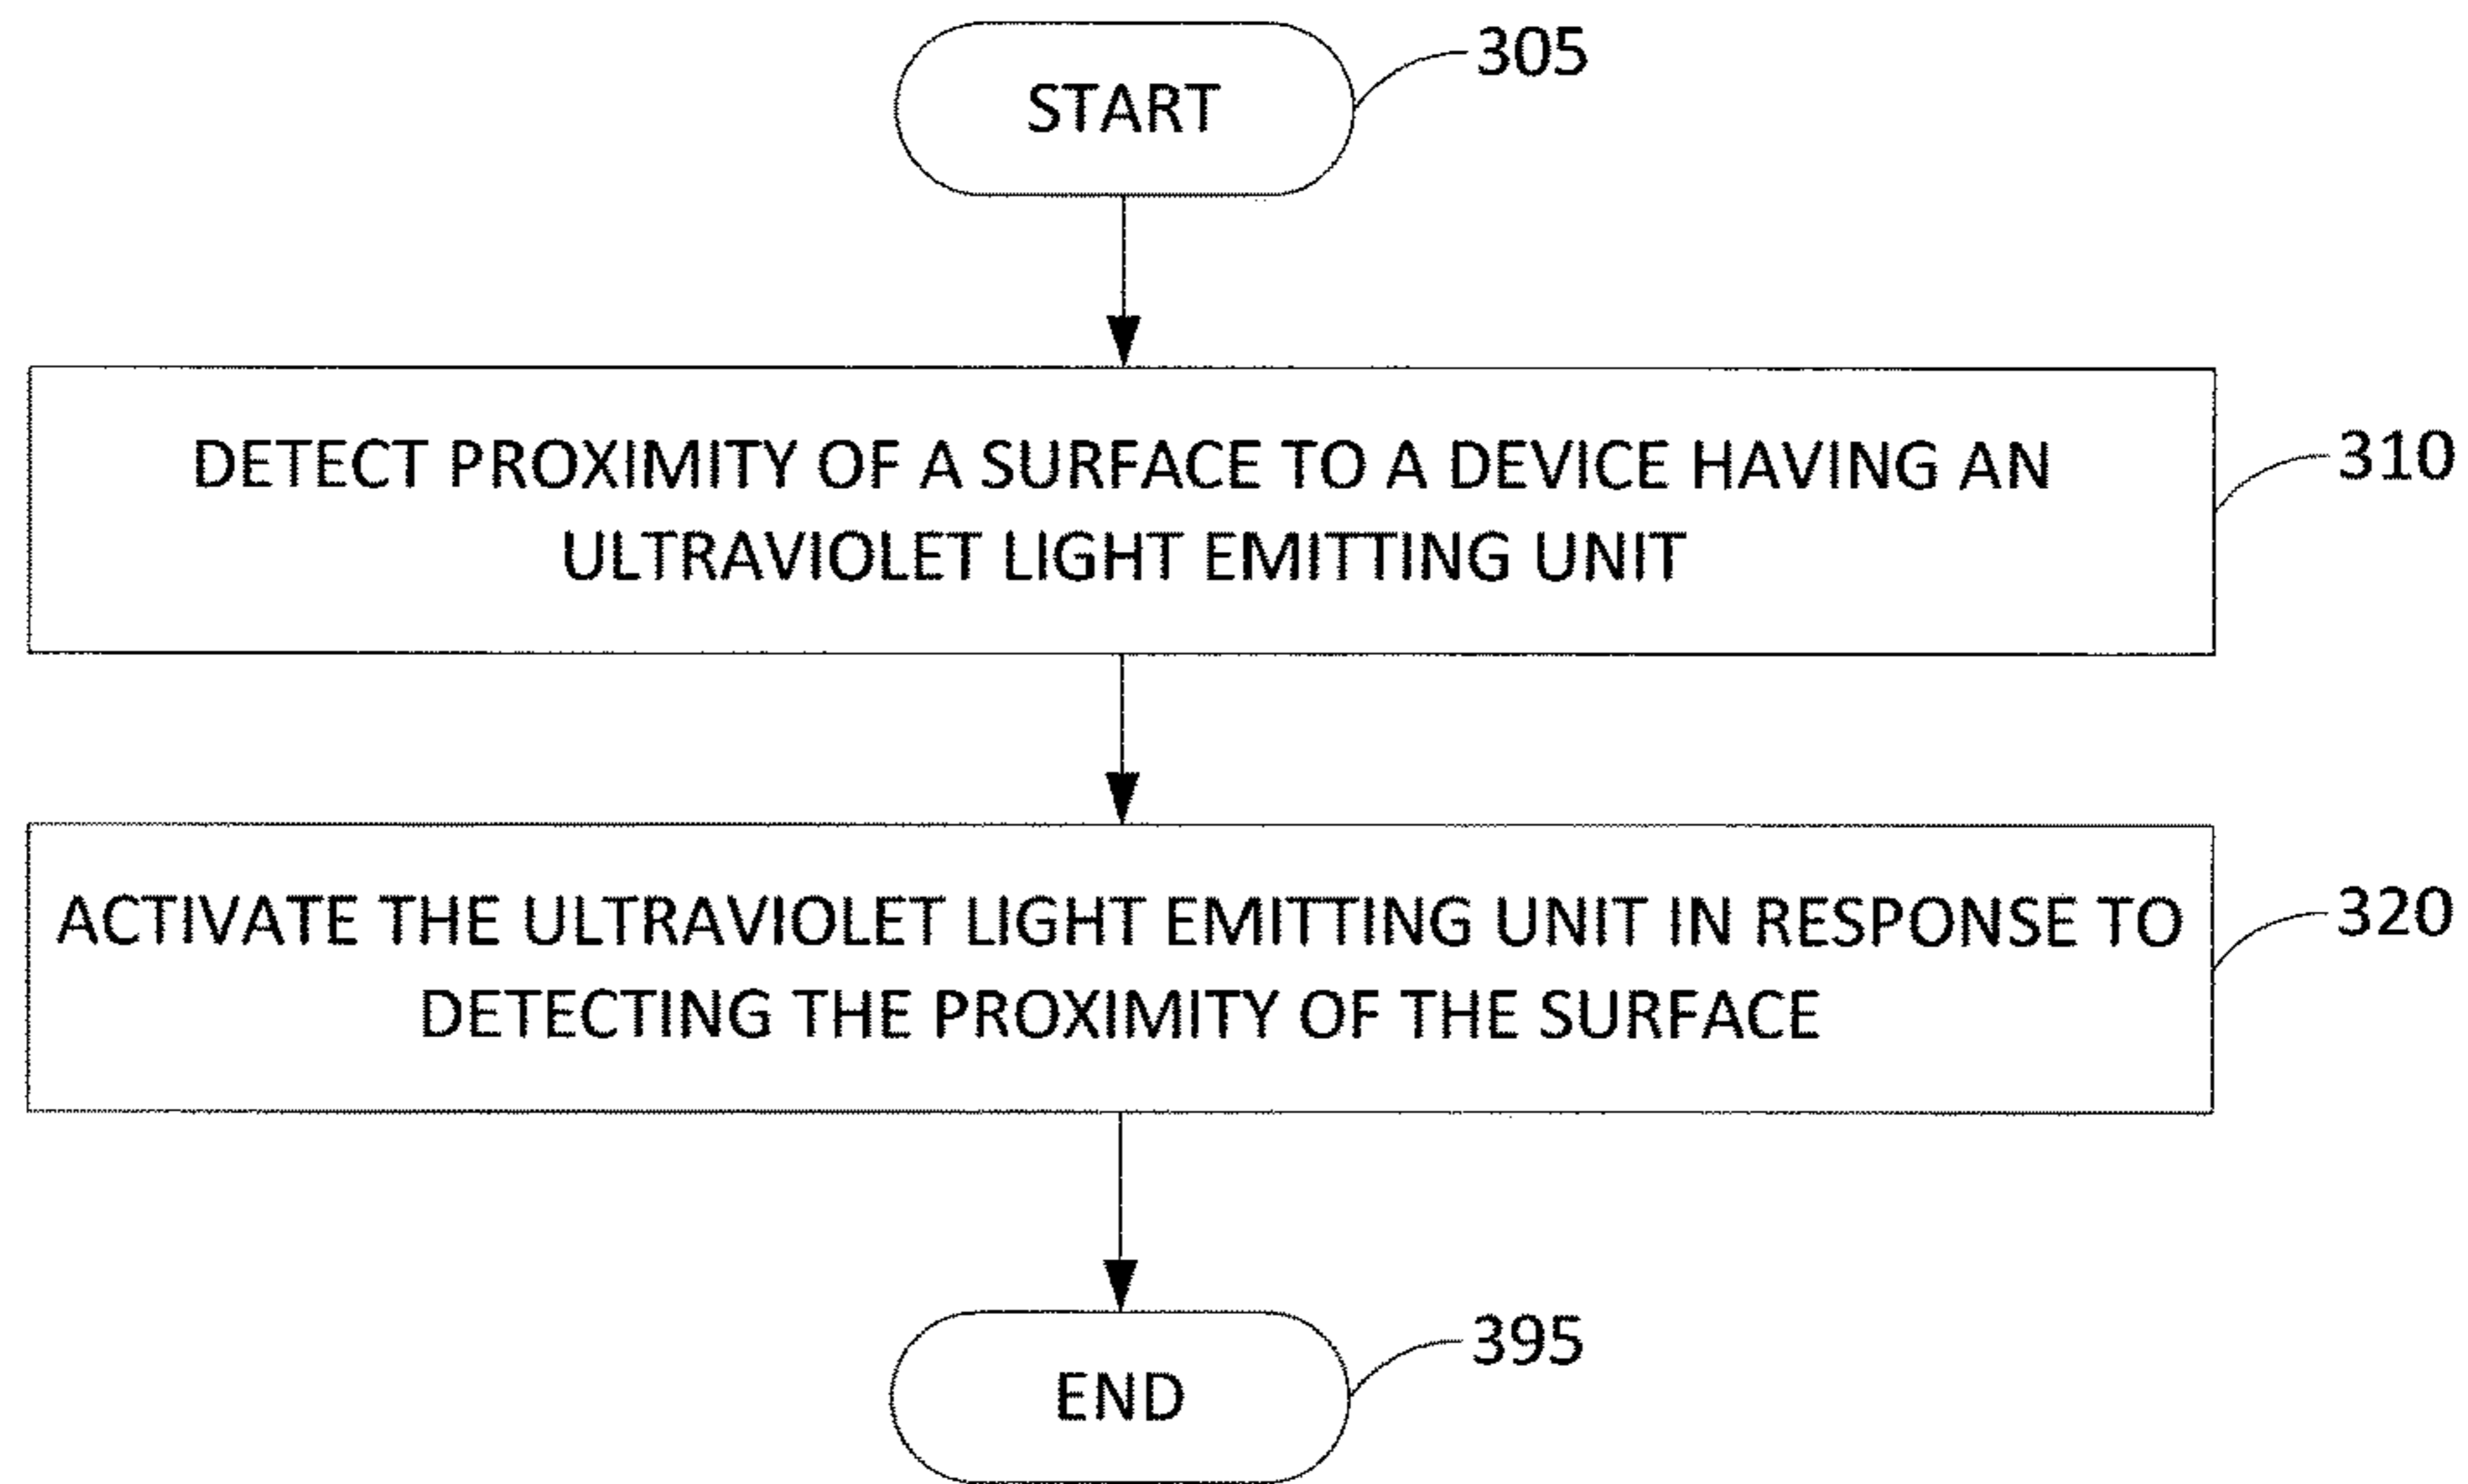 START
305
DETECT PROXIMITY OF A SURFACE TO A DEVICE HAVING AN
ULTRAVIOLET LIGHT EMITTING UNIT
310
ACTIVATE THE ULTRAVIOLET LIGHT EMITTING UNIT IN RESPONSE TO
DETECTING THE PROXIMITY OF THE SURFACE
320
END
395